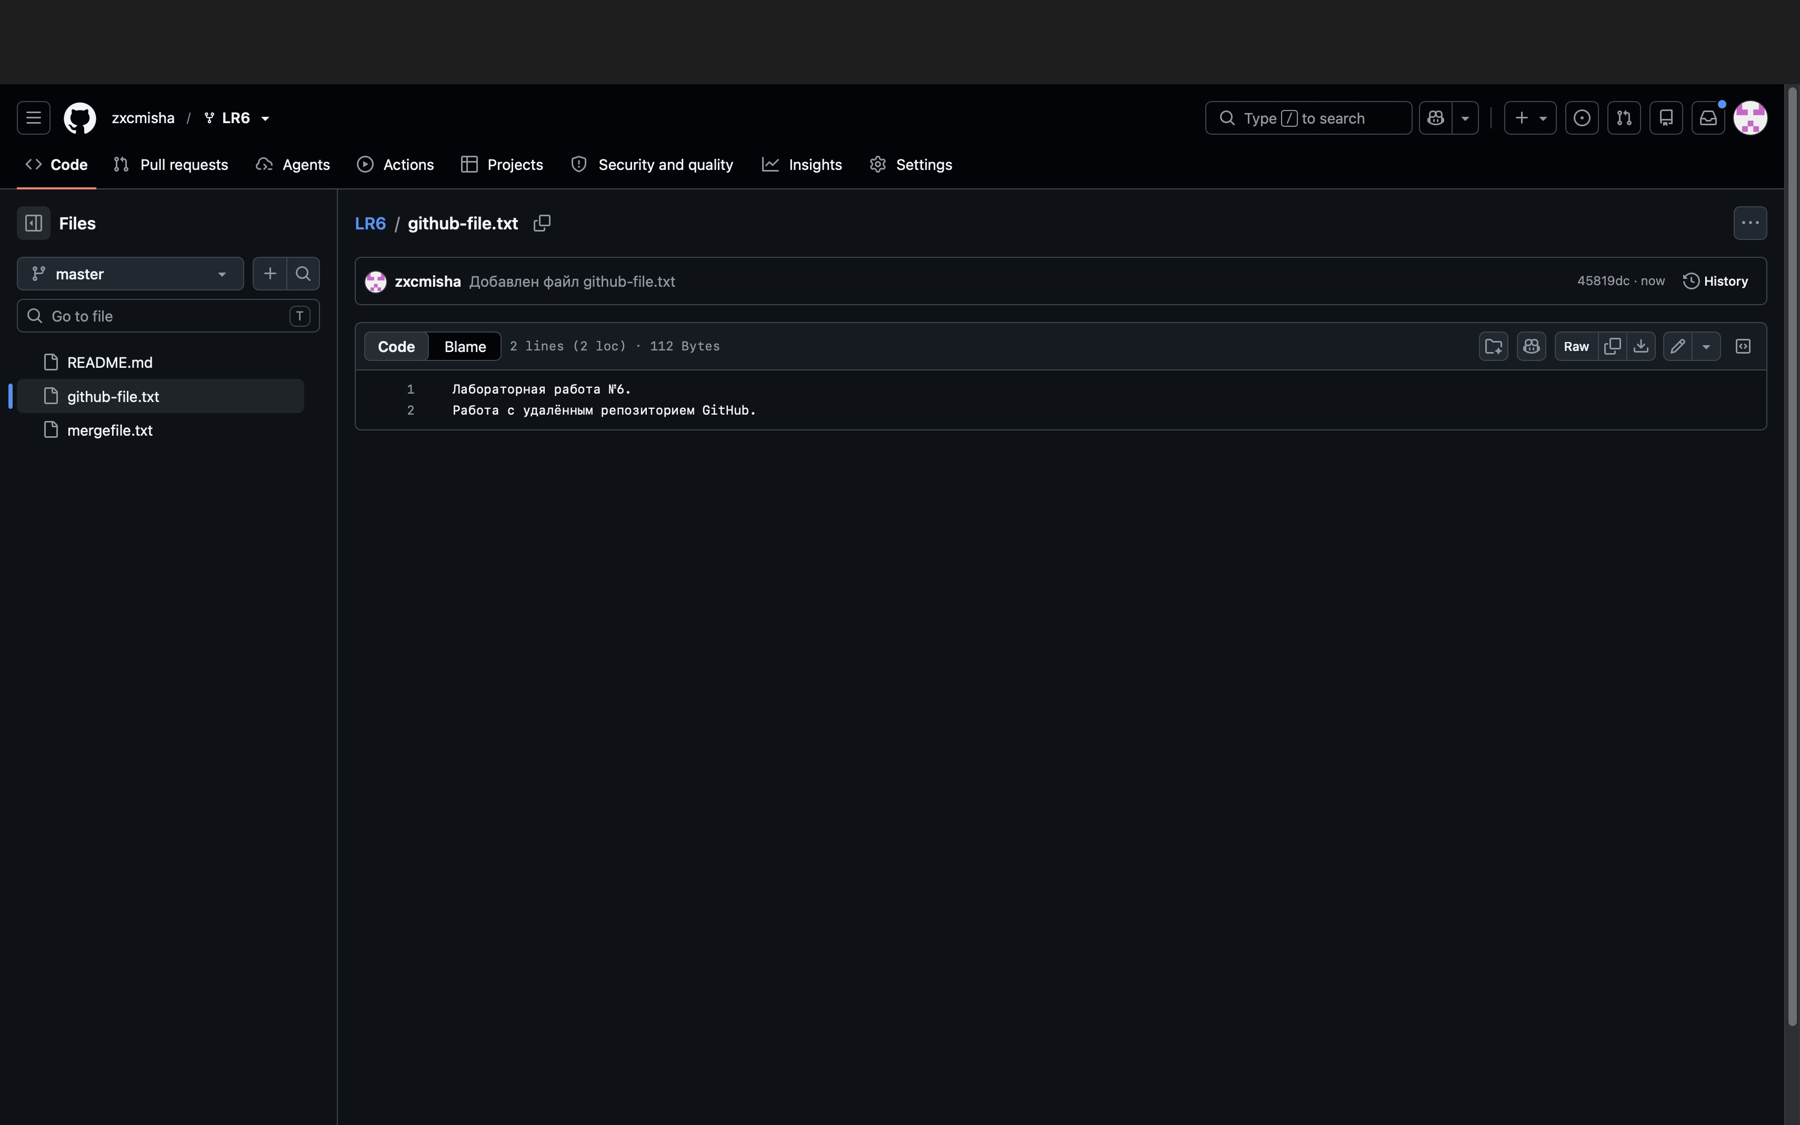 zxcmisha / LR6
Type / to search
Code Pull requests Agents Actions Projects Security and quality Insights Settings
Files
master
Go to file T
README.md
github-file.txt
mergefile.txt
LR6 / github-file.txt
zxcmisha Добавлен файл github-file.txt
45819dc · now History
Code Blame 2 lines (2 loc) · 112 Bytes Raw
1 Лабораторная работа №6.
2 Работа с удалённым репозиторием GitHub.